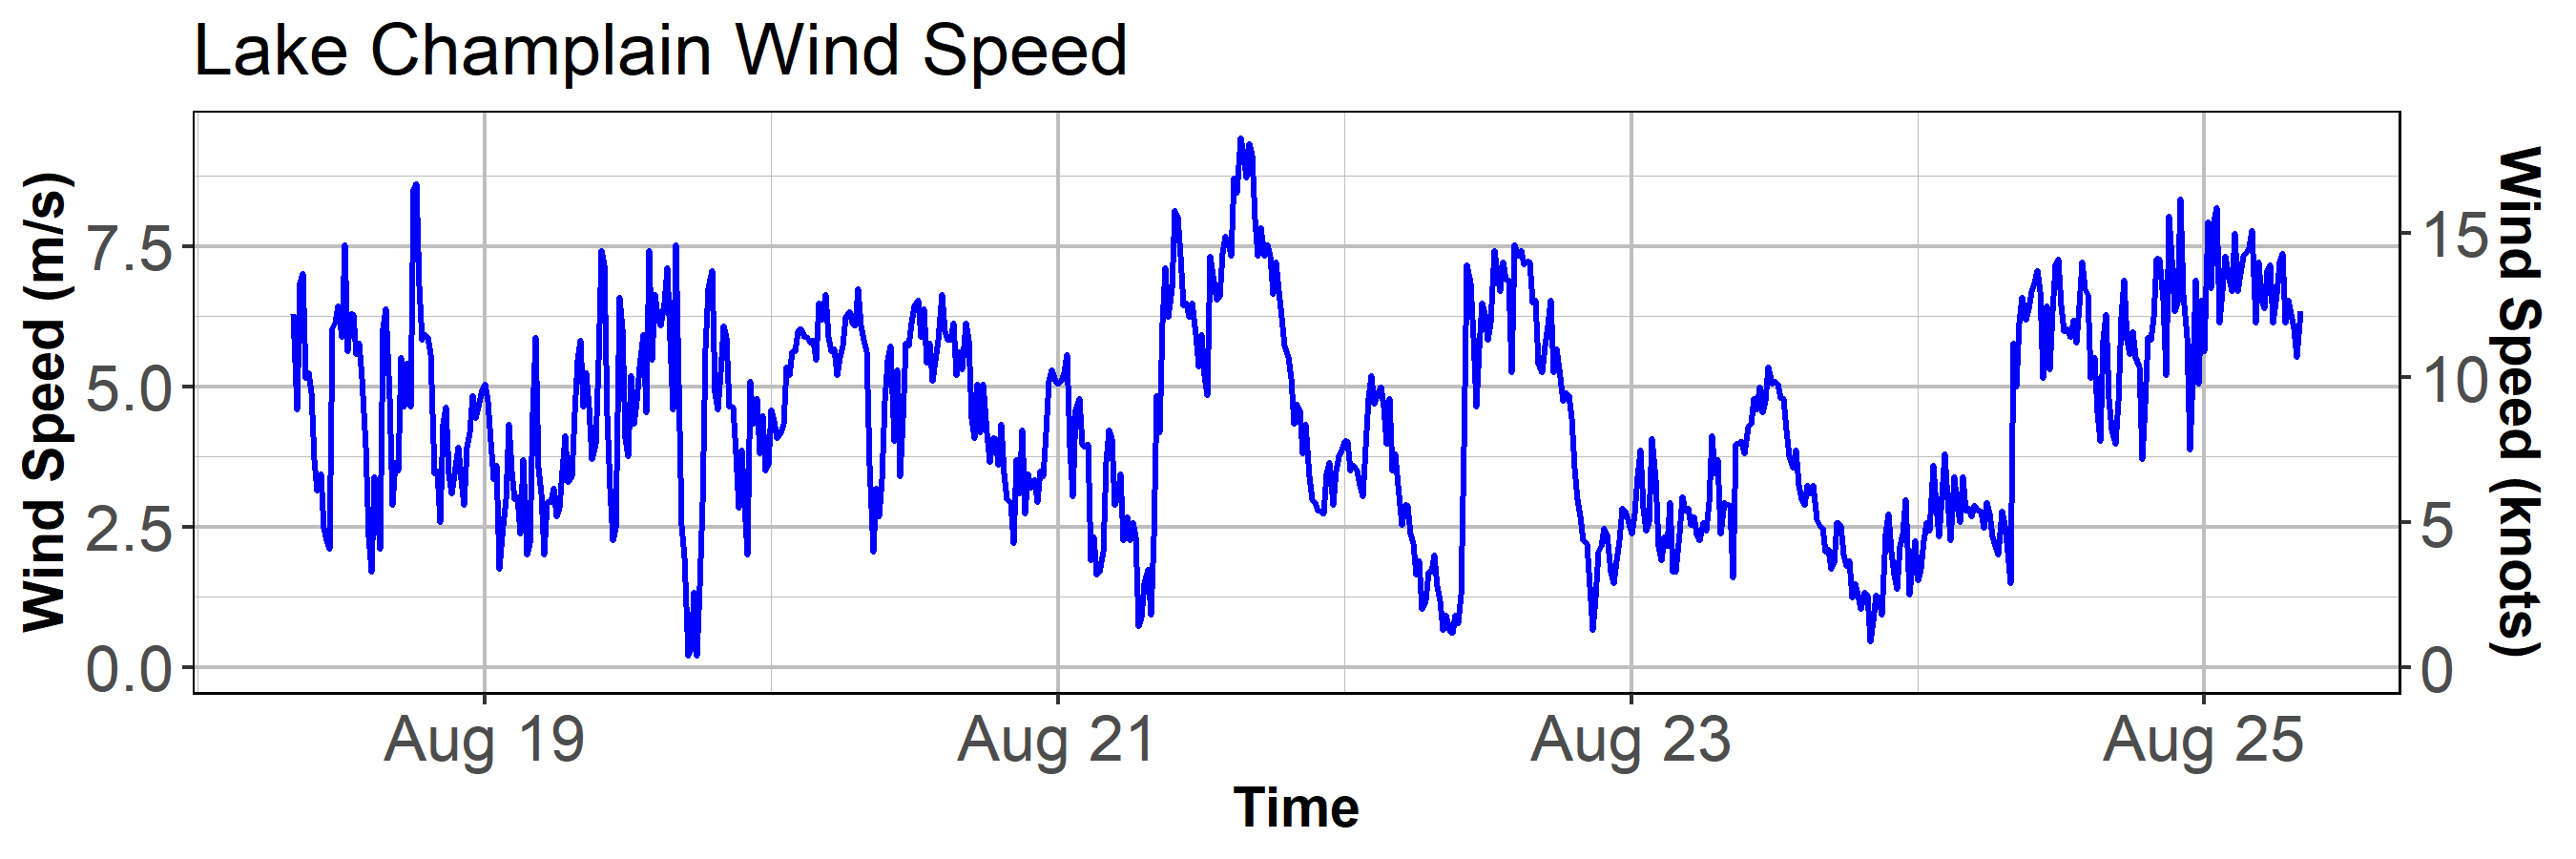 Lake Champlain Wind Speed
Wind Speed (m/s)
7.5
5.0
2.5
0.0
15
10
5
0
Wind Speed (knots)
Aug 19
Aug 21
Aug 23
Aug 25
Time